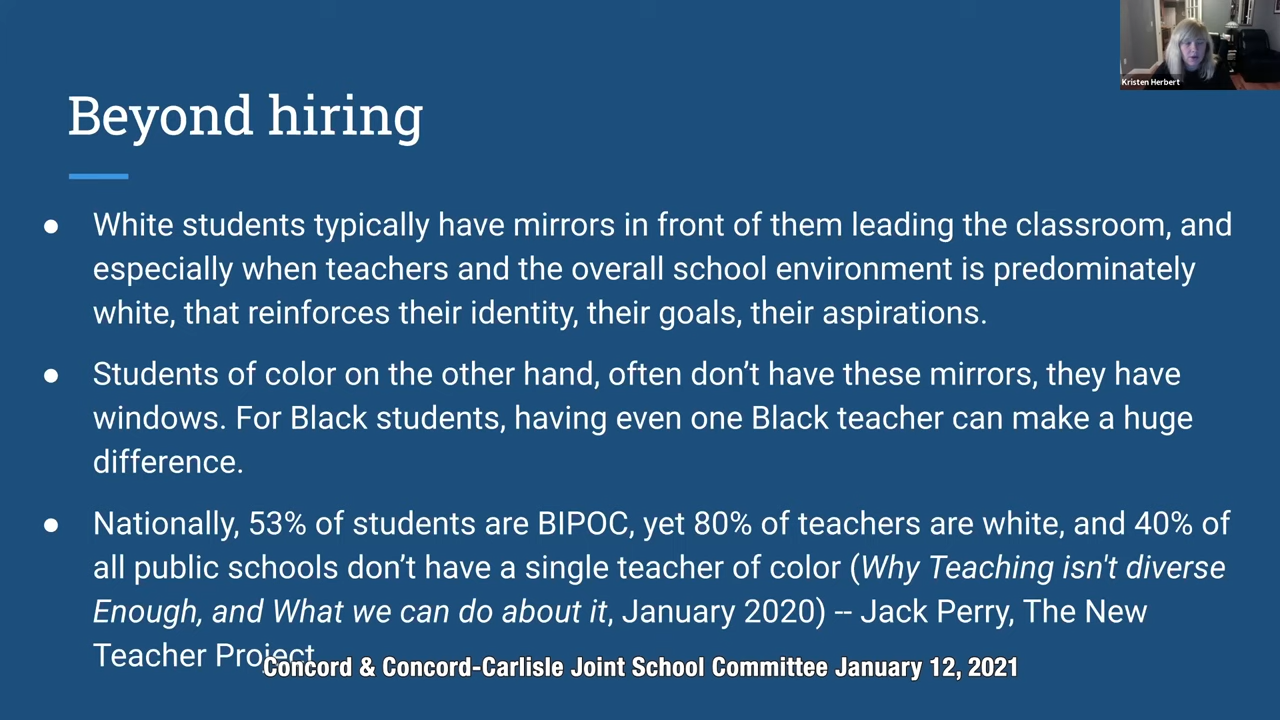 Kristen Herbert
Beyond hiring
● White students typically have mirrors in front of them leading the classroom, and
especially when teachers and the overall school environment is predominately
white, that reinforces their identity, their goals, their aspirations.
● Students of color on the other hand, often don’t have these mirrors, they have
windows. For Black students, having even one Black teacher can make a huge
difference.
● Nationally, 53% of students are BIPOC, yet 80% of teachers are white, and 40% of
all public schools don’t have a single teacher of color (Why Teaching isn't diverse
Enough, and What we can do about it, January 2020) -- Jack Perry, The New
Teacher Project
Concord & Concord-Carlisle Joint School Committee January 12, 2021